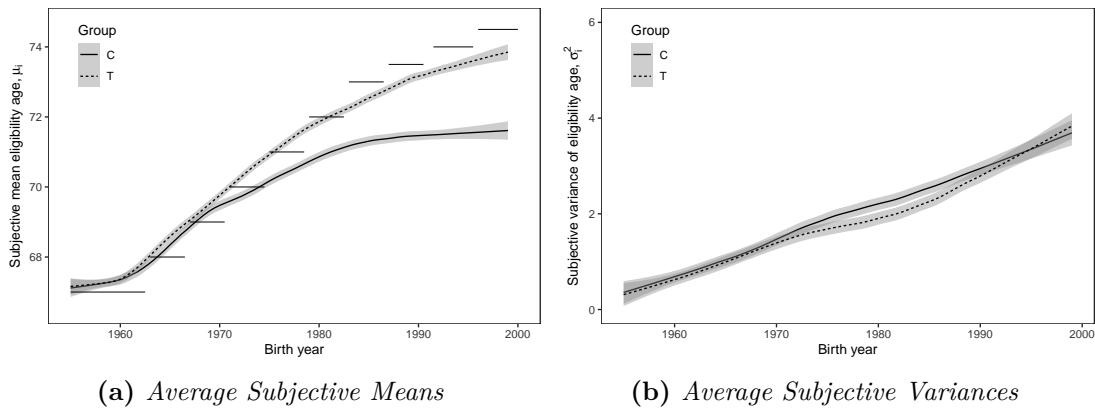 Group
C
T
Subjective mean eligibility age, μi
74
72
70
68
1960
1970
1980
1990
2000
Birth year
(a) Average Subjective Means
Group
C
T
Subjective variance of eligibility age, σi²
6
4
2
0
1960
1970
1980
1990
2000
Birth year
(b) Average Subjective Variances